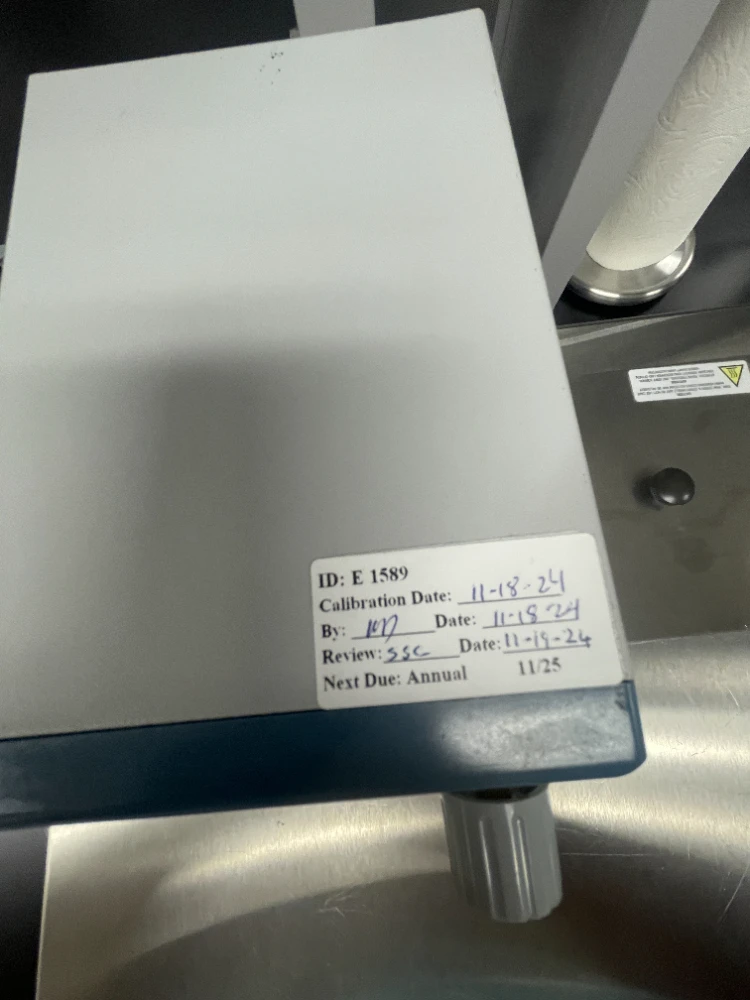 ID: E 1589
Calibration Date: 11-18-24
By: Date: 11-18-24
Review: SSC Date: 11-19-24
Next Due: Annual 11/25